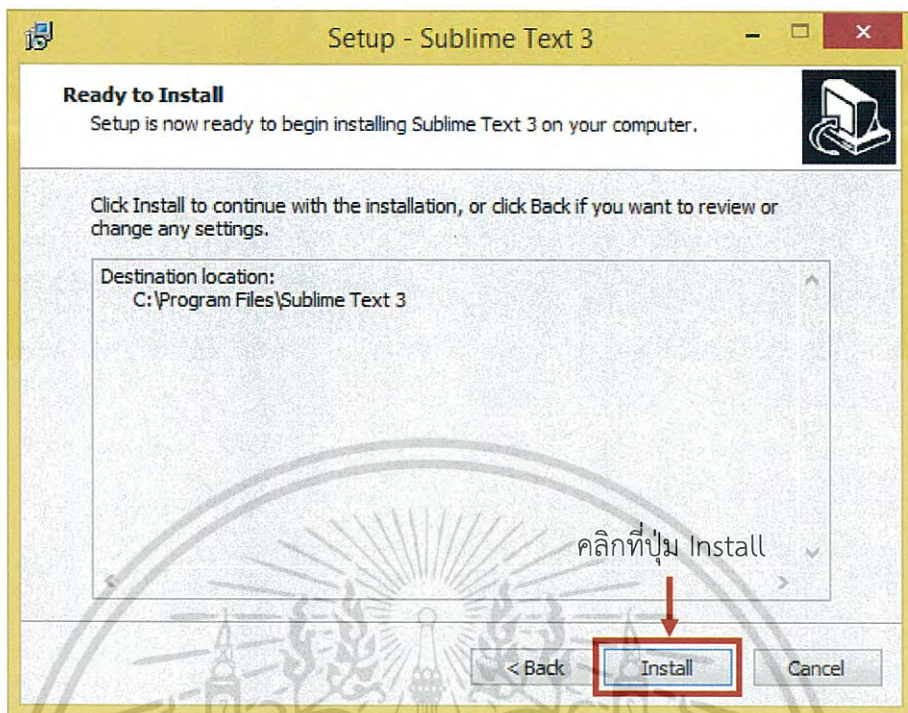 Setup - Sublime Text 3
Ready to Install
Setup is now ready to begin installing Sublime Text 3 on your computer.
Click Install to continue with the installation, or click Back if you want to review or
change any settings.
Destination location:
C:\Program Files\Sublime Text 3
คลิกที่ปุ่ม Install
< Back
Install
Cancel